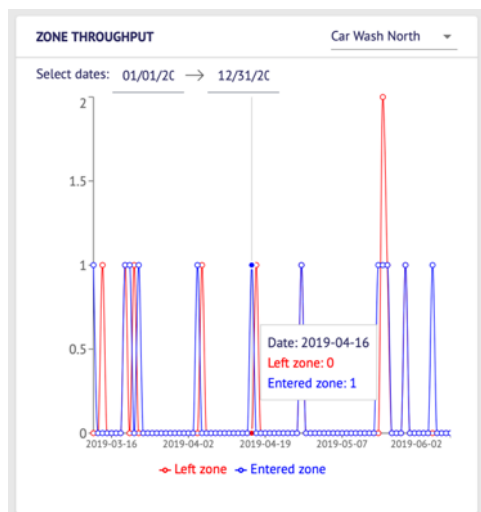 ZONE THROUGHPUT Car Wash North
Select dates: 01/01/2C → 12/31/2C
2
1.5
1
0.5
0
Date: 2019-04-16
Left zone: 0
Entered zone: 1
2019-03-16 2019-04-02 2019-04-19 2019-05-07 2019-06-02
Left zone Entered zone